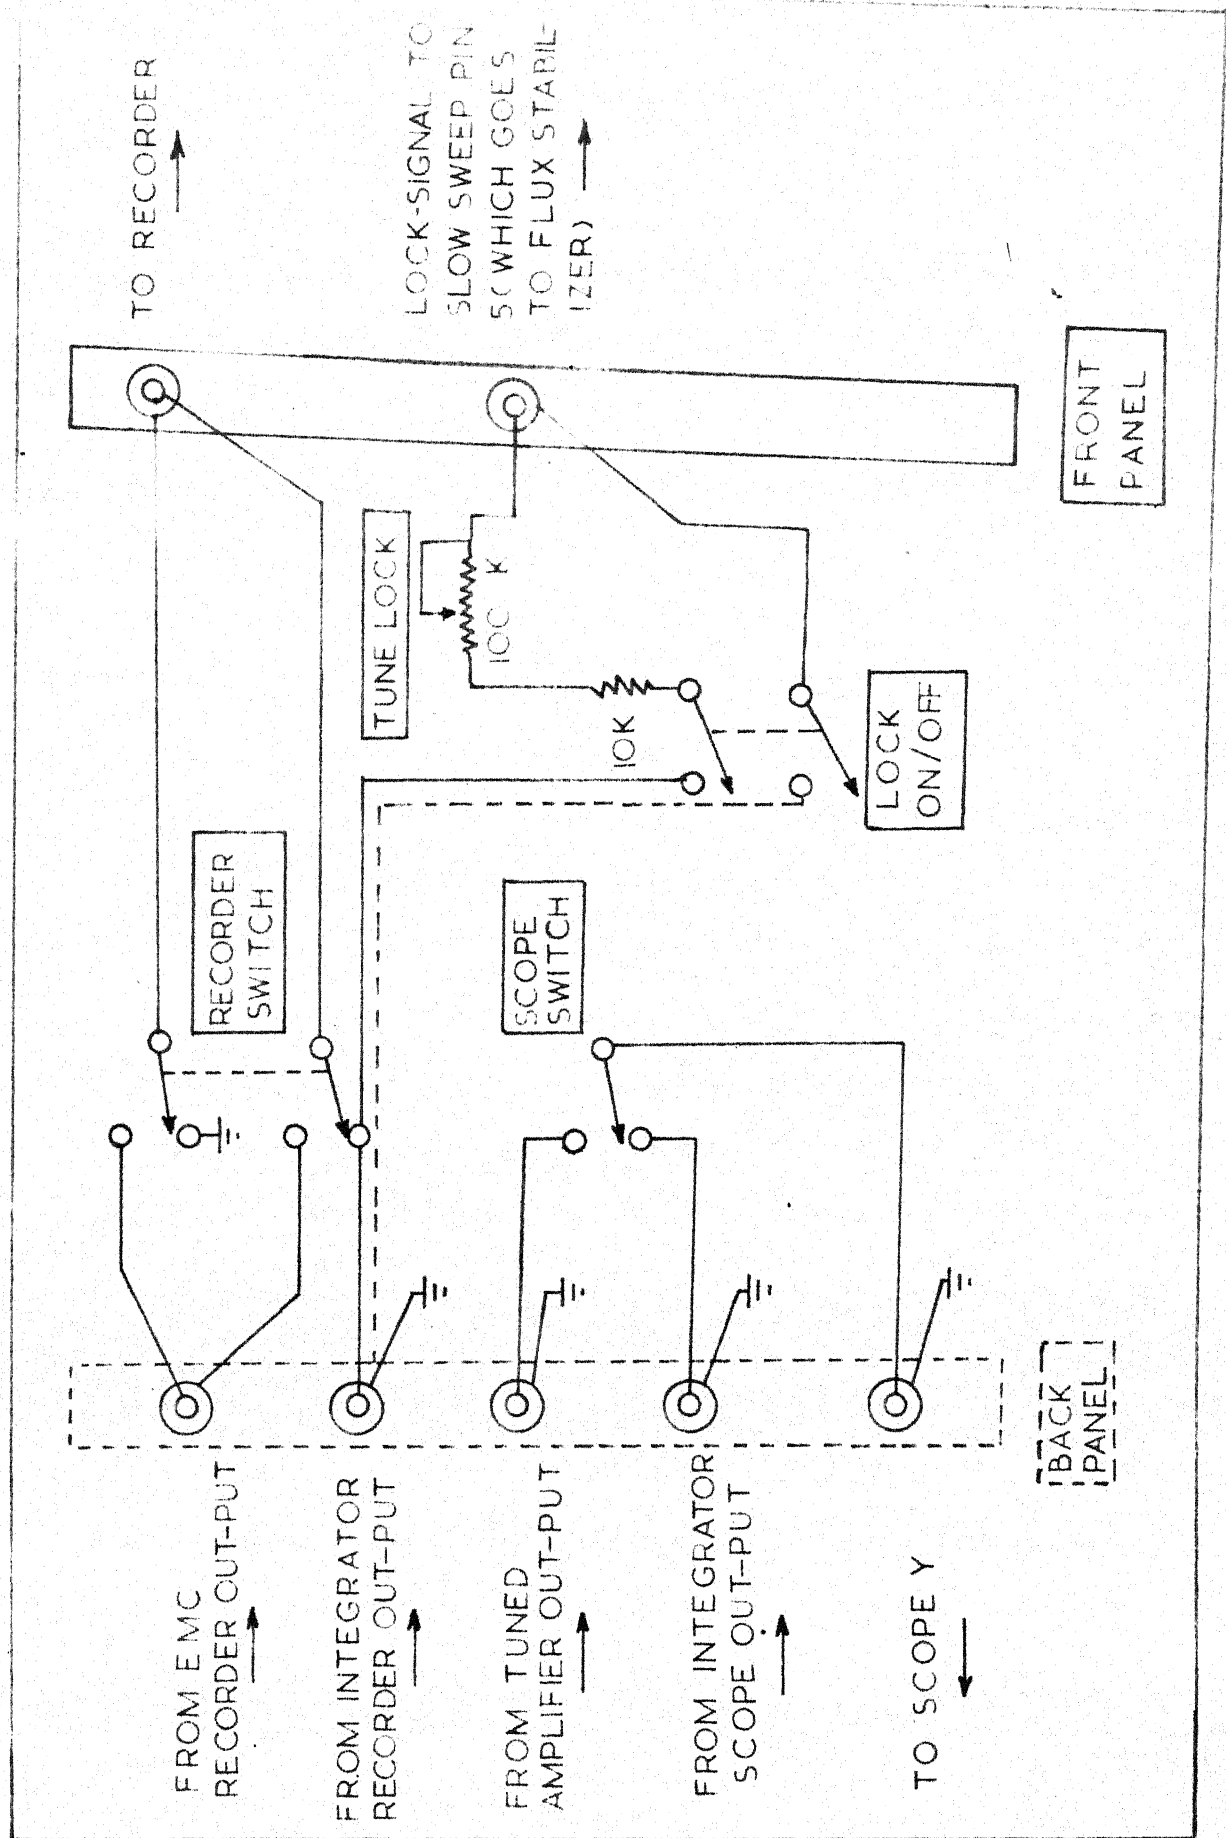 FROM EMC
RECORDER OUT-PUT
FROM INTEGRATOR
RECORDER OUT-PUT
FROM TUNED
AMPLIFIER OUT-PUT
FROM INTEGRATOR
SCOPE OUT-PUT
TO SCOPE Y
BACK
PANEL
RECORDER
SWITCH
SCOPE
SWITCH
TUNE LOCK
100 K
10K
LOCK
ON/OFF
FRONT
PANEL
TO RECORDER
LOCK-SIGNAL TO
SLOW SWEEP PIN
5(WHICH GOES
TO FLUX STABIL-
IZER)